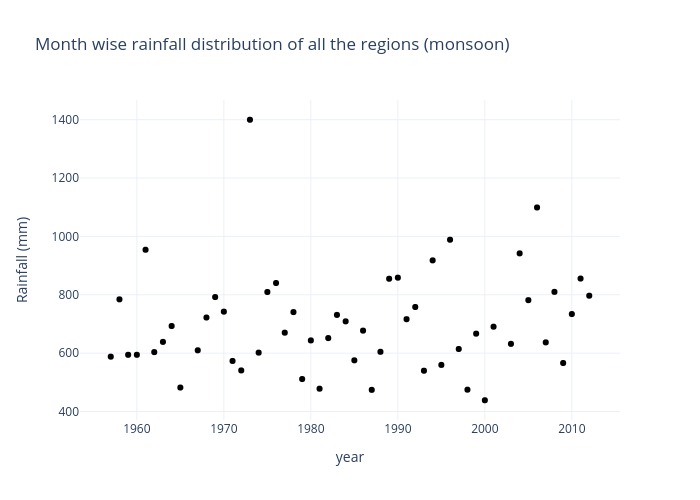 Month wise rainfall distribution of all the regions (monsoon)
1400
1200
1000
800
600
400
Rainfall (mm)
1960 1970 1980 1990 2000 2010
year